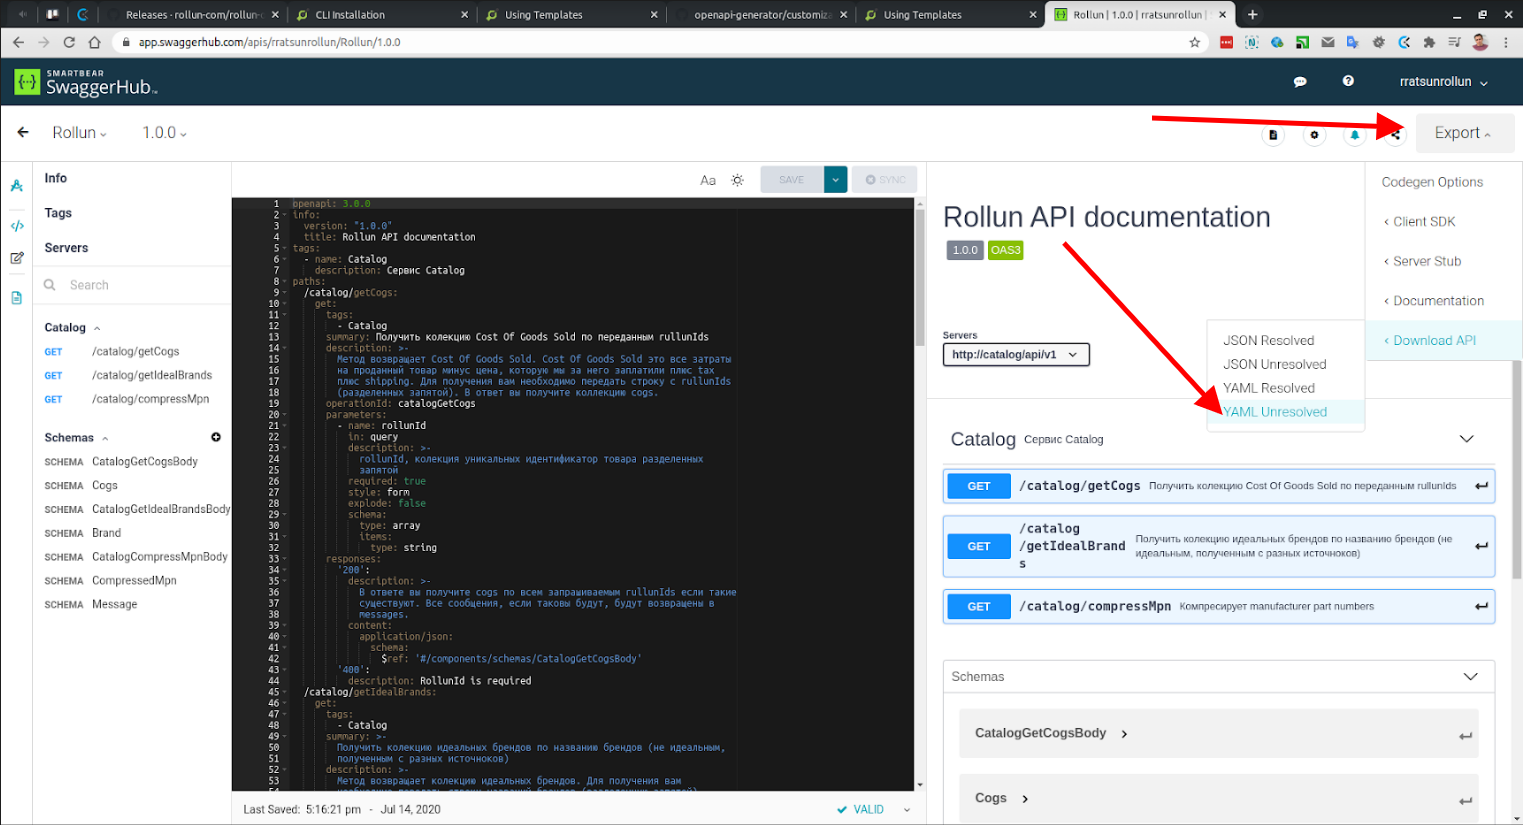 Releases · rollun-com/rollun-c
CLI Installation
Using Templates
openapi-generator/customiza
Using Templates
Rollun | 1.0.0 | rratsunrollun |
app.swaggerhub.com/apis/rratsunrollun/Rollun/1.0.0
SMARTBEAR
SwaggerHub™
rratsunrollun
Rollun
1.0.0
Export
Info
Tags
Servers
Search
Catalog
GET /catalog/getCogs
GET /catalog/getIdealBrands
GET /catalog/compressMpn
Schemas
SCHEMA CatalogGetCogsBody
SCHEMA Cogs
SCHEMA CatalogGetIdealBrandsBody
SCHEMA Brand
SCHEMA CatalogCompressMpnBody
SCHEMA CompressedMpn
SCHEMA Message
Aa
SAVE
SYNC
1 openapi: 3.0.0
2 info:
3 version: "1.0.0"
4 title: Rollun API documentation
5 tags:
6 - name: Catalog
7 description: Сервис Catalog
8 paths:
9 /catalog/getCogs:
10 get:
11 tags:
12 - Catalog
13 summary: Получить колекцию Cost Of Goods Sold по переданным rullunIds
14 description: >-
15 Метод возвращает Cost Of Goods Sold. Cost Of Goods Sold это все затраты
16 на проданный товар минус цена, которую мы за него заплатили плюс tax
17 плюс shipping. Для получения вам необходимо передать строку с rullunIds
18 (разделенных запятой). В ответ вы получите коллекцию cogs.
19 operationId: catalogGetCogs
20 parameters:
21 - name: rollunId
22 in: query
23 description: >-
24 rollunId, колекция уникальных идентификатор товара разделенных
25 запятой
26 required: true
27 style: form
28 explode: false
29 schema:
30 type: array
31 items:
32 type: string
33 responses:
34 '200':
35 description: >-
36 В ответе вы получите cogs по всем запрашиваемым rullunIds если такие
37 существуют. Все сообщения, если таковы будут, будут возвращены в
38 messages.
39 content:
40 application/json:
41 schema:
42 $ref: '#/components/schemas/CatalogGetCogsBody'
43 '400':
44 description: RollunId is required
45 /catalog/getIdealBrands:
46 get:
47 tags:
48 - Catalog
49 summary: >-
50 Получить колекцию идеальных брендов по названию брендов (не идеальным,
51 полученным с разных источноков)
52 description: >-
53 Метод возвращает колекцию идеальных брендов. Для получения вам
Last Saved: 5:16:21 pm - Jul 14, 2020
VALID
Rollun API documentation
1.0.0 OAS3
Servers
http://catalog/api/v1
Codegen Options
Client SDK
Server Stub
Documentation
Download API
JSON Resolved
JSON Unresolved
YAML Resolved
YAML Unresolved
Catalog Сервис Catalog
GET /catalog/getCogs Получить колекцию Cost Of Goods Sold по переданным rullunIds
GET /catalog
/getIdealBrand
s
Получить колекцию идеальных брендов по названию брендов (не
идеальным, полученным с разных источноков)
GET /catalog/compressMpn Компресирует manufacturer part numbers
Schemas
CatalogGetCogsBody
Cogs